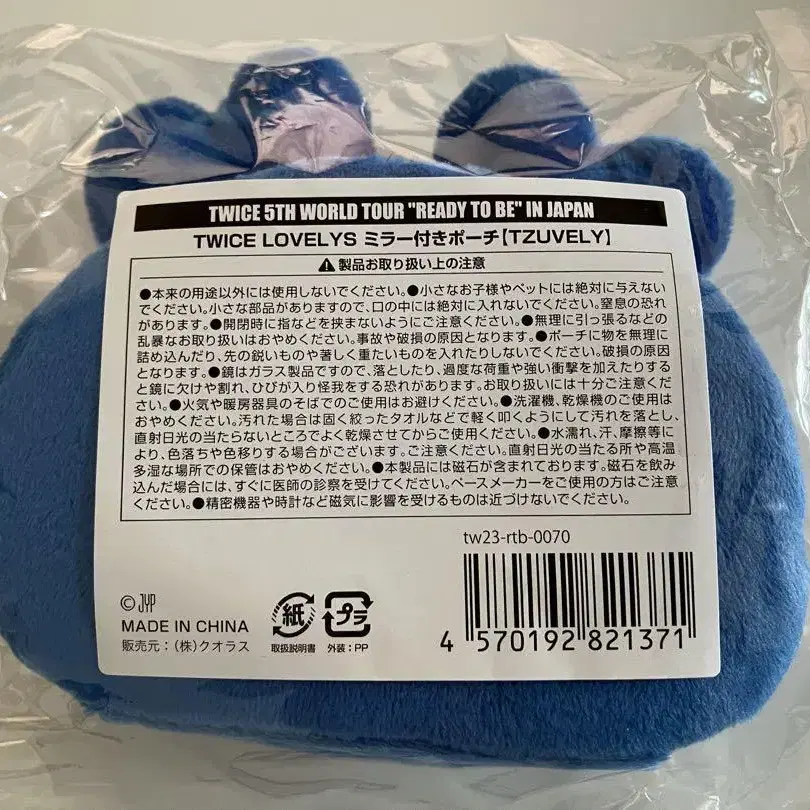 TWICE 5TH WORLD TOUR "READY TO BE" IN JAPAN
TWICE LOVELYS ミラー付きポーチ【TZUVELY】
⚠製品お取り扱い上の注意
●本来の用途以外には使用しないでください。●小さなお子様やペットには絶対に与えない
でください。小さな部品がありますので、口の中には絶対に入れないでください。窒息の恐れ
があります。●開閉時に指などを挟まないようにご注意ください。●無理に引っ張るなどの
乱暴なお取り扱いはおやめください。事故や破損の原因となります。●ポーチに物を無理に
詰め込んだり、先の鋭いものや著しく重たいものを入れたりしないでください。破損の原因
となります。●鏡はガラス製品ですので、落としたり、過度な荷重や強い衝撃を加えたりする
と鏡に欠けや割れ、ひびが入り怪我をする恐れがあります。お取り扱いには十分ご注意くださ
い。●火気や暖房器具のそばでのご使用はお避けください。●洗濯機、乾燥機のご使用は
おやめください。汚れた場合は固く絞ったタオルなどで軽く叩くようにして汚れを落とし、
直射日光の当たらないところでよく乾燥させてからご使用ください。●水濡れ、汗、摩擦等に
より、色落ちや色移りする場合がございます。ご注意ください。直射日光の当たる所や高温
多湿な場所での保管はおやめください。●本製品には磁石が含まれております。磁石を飲み
込んだ場合には、すぐに医師の診察を受けてください。ペースメーカーをご使用の方はご注意
ください。●精密機器や時計など磁気に影響を受けるものは近づけないでください。
tw23-rtb-0070
© JYP
MADE IN CHINA
販売元：(株)クオラス
紙
取扱説明書
プラ
外装：PP
4 570192 821371